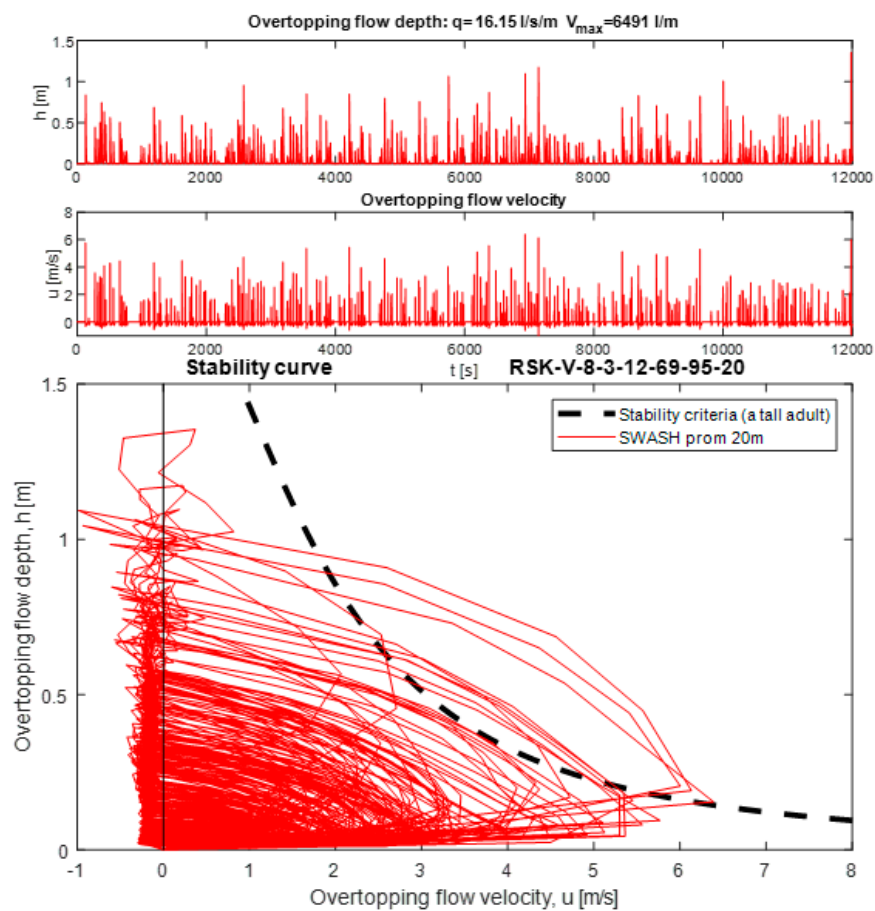 Overtopping flow depth: q= 16.15 l/s/m Vmax=6491 l/m
1.5
1
0.5
0
h [m]
0 2000 4000 6000 8000 10000 12000
Overtopping flow velocity
8
6
4
2
0
u [m/s]
0 2000 4000 6000 8000 10000 12000
Stability curve t [s] RSK-V-8-3-12-69-95-20
1.5
1
0.5
0
Overtopping flow depth, h [m]
Stability criteria (a tall adult)
SWASH prom 20m
-1 0 1 2 3 4 5 6 7 8
Overtopping flow velocity, u [m/s]